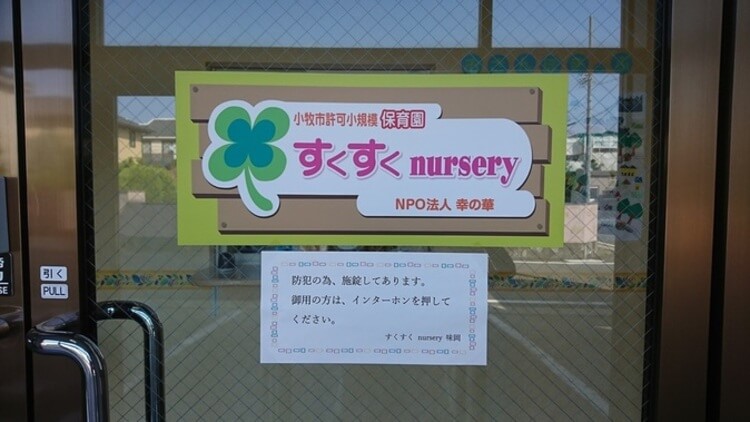 小牧市許可小規模 保育園
すくすく nursery
NPO法人 幸の華
引く
PULL
防犯の為、施錠してあります。
御用の方は、インターホンを押して
ください。
すくすく nursery 味岡